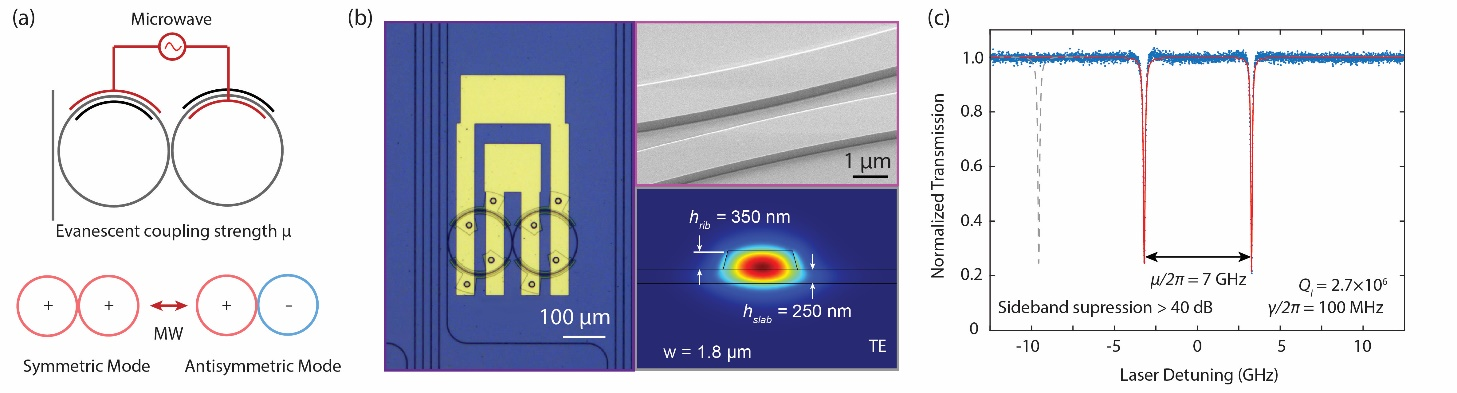 (a)
Microwave
Evanescent coupling strength μ
+ + + -
MW
Symmetric Mode Antisymmetric Mode
(b)
100 μm
1 μm
h_rib = 350 nm
h_slab = 250 nm
w = 1.8 μm
TE
(c)
Normalized Transmission
1.0
0.8
0.6
0.4
0.2
0
μ/2π = 7 GHz
Q_i = 2.7×10⁶
Sideband supression > 40 dB
γ/2π = 100 MHz
-10 -5 0 5 10
Laser Detuning (GHz)